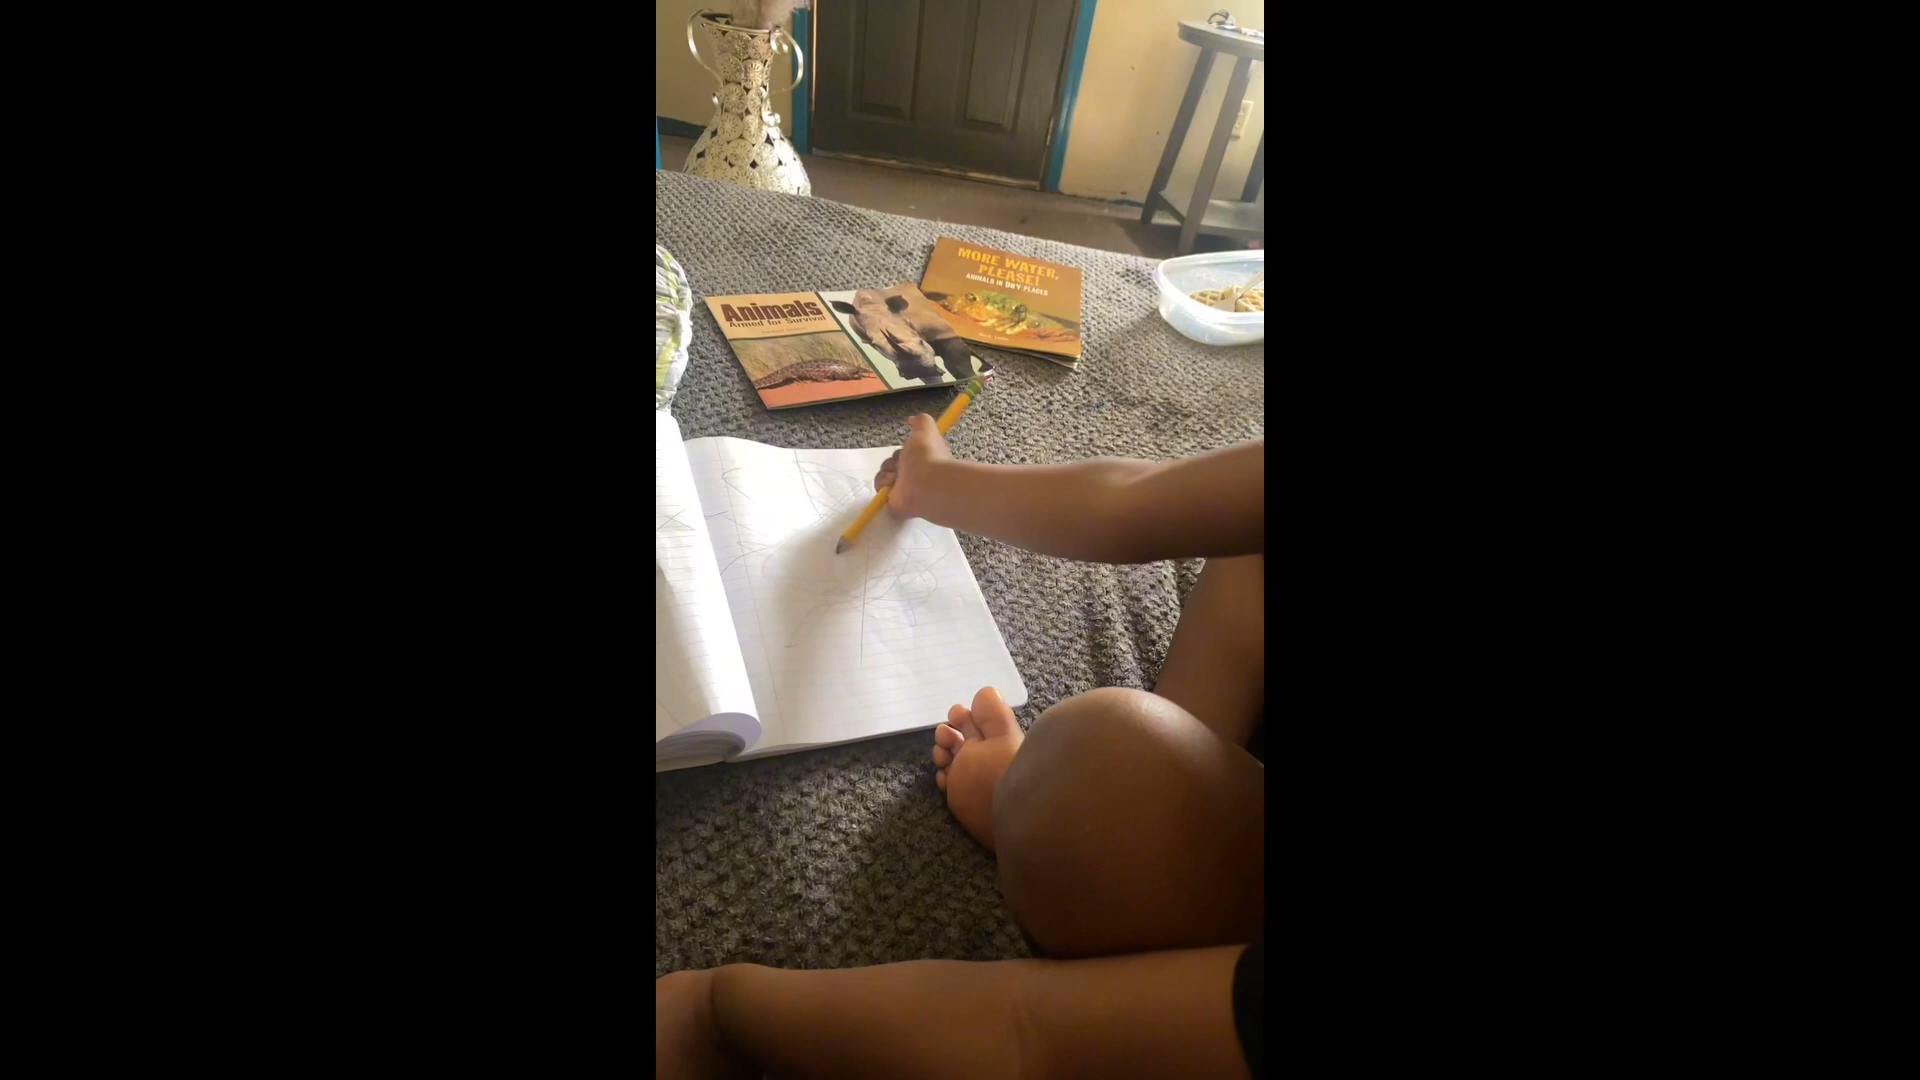 MORE WATER,
PLEASE!
ANIMALS IN DRY PLACES
Animals
Armed for Survival